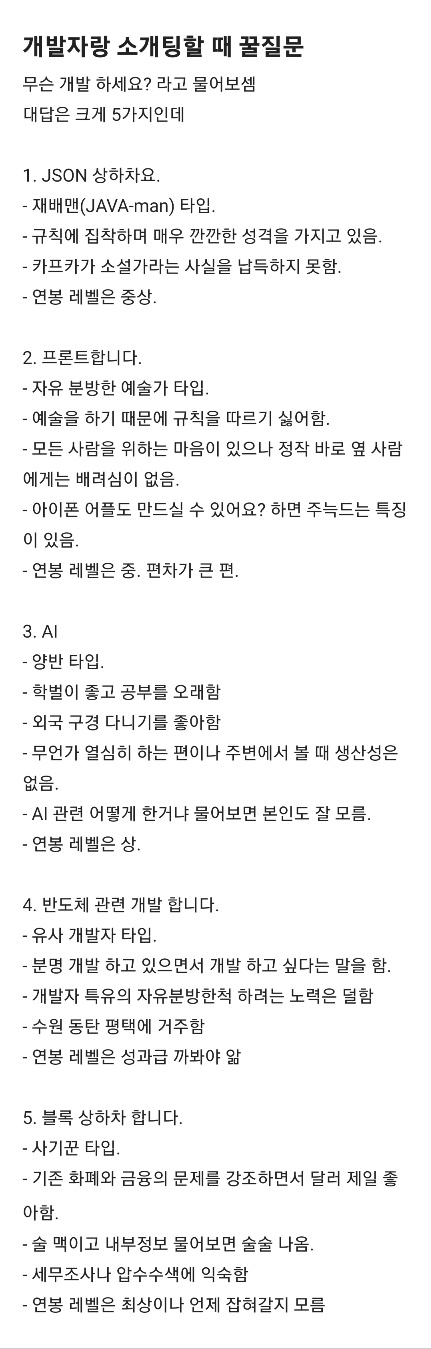 개발자랑 소개팅할 때 꿀질문
무슨 개발 하세요? 라고 물어보셈
대답은 크게 5가지인데
1. JSON 상하차요.
- 재배맨(JAVA-man) 타입.
- 규칙에 집착하며 매우 깐깐한 성격을 가지고 있음.
- 카프카가 소설가라는 사실을 납득하지 못함.
- 연봉 레벨은 중상.
2. 프론트합니다.
- 자유 분방한 예술가 타입.
- 예술을 하기 때문에 규칙을 따르기 싫어함.
- 모든 사람을 위하는 마음이 있으나 정작 바로 옆 사람
에게는 배려심이 없음.
- 아이폰 어플도 만드실 수 있어요? 하면 주눅드는 특징
이 있음.
- 연봉 레벨은 중. 편차가 큰 편.
3. AI
- 양반 타입.
- 학벌이 좋고 공부를 오래함
- 외국 구경 다니기를 좋아함
- 무언가 열심히 하는 편이나 주변에서 볼 때 생산성은
없음.
- AI 관련 어떻게 한거냐 물어보면 본인도 잘 모름.
- 연봉 레벨은 상.
4. 반도체 관련 개발 합니다.
- 유사 개발자 타입.
- 분명 개발 하고 있으면서 개발 하고 싶다는 말을 함.
- 개발자 특유의 자유분방한척 하려는 노력은 덜함
- 수원 동탄 평택에 거주함
- 연봉 레벨은 성과급 까봐야 앎
5. 블록 상하차 합니다.
- 사기꾼 타입.
- 기존 화폐와 금융의 문제를 강조하면서 달러 제일 좋
아함.
- 술 맥이고 내부정보 물어보면 술술 나옴.
- 세무조사나 압수수색에 익숙함
- 연봉 레벨은 최상이나 언제 잡혀갈지 모름